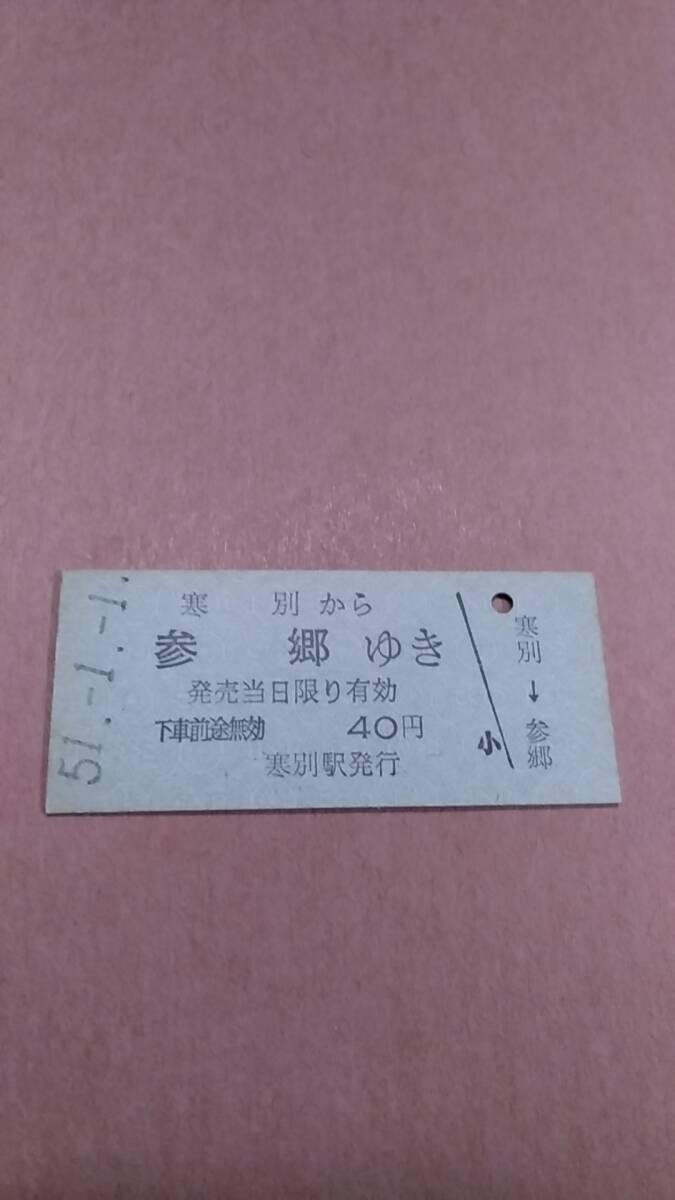 51.-1.-1.
寒 別 から
参 郷 ゆき
発売当日限り有効
下車前途無効 40円
寒別駅発行
小
寒別
↓
参郷